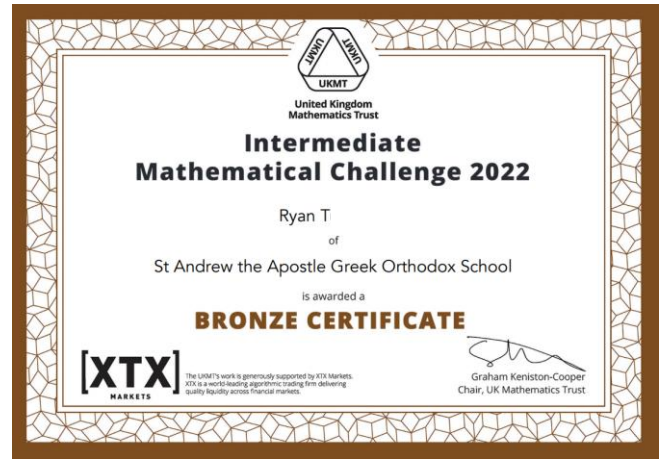 UKMT
UKMT
UKMT
United Kingdom
Mathematics Trust
Intermediate
Mathematical Challenge 2022
Ryan T
of
St Andrew the Apostle Greek Orthodox School
is awarded a
BRONZE CERTIFICATE
[XTX]
MARKETS
The UKMT's work is generously supported by XTX Markets.
XTX is a world-leading algorithmic trading firm delivering
quality liquidity across financial markets.
Graham Keniston-Cooper
Chair, UK Mathematics Trust